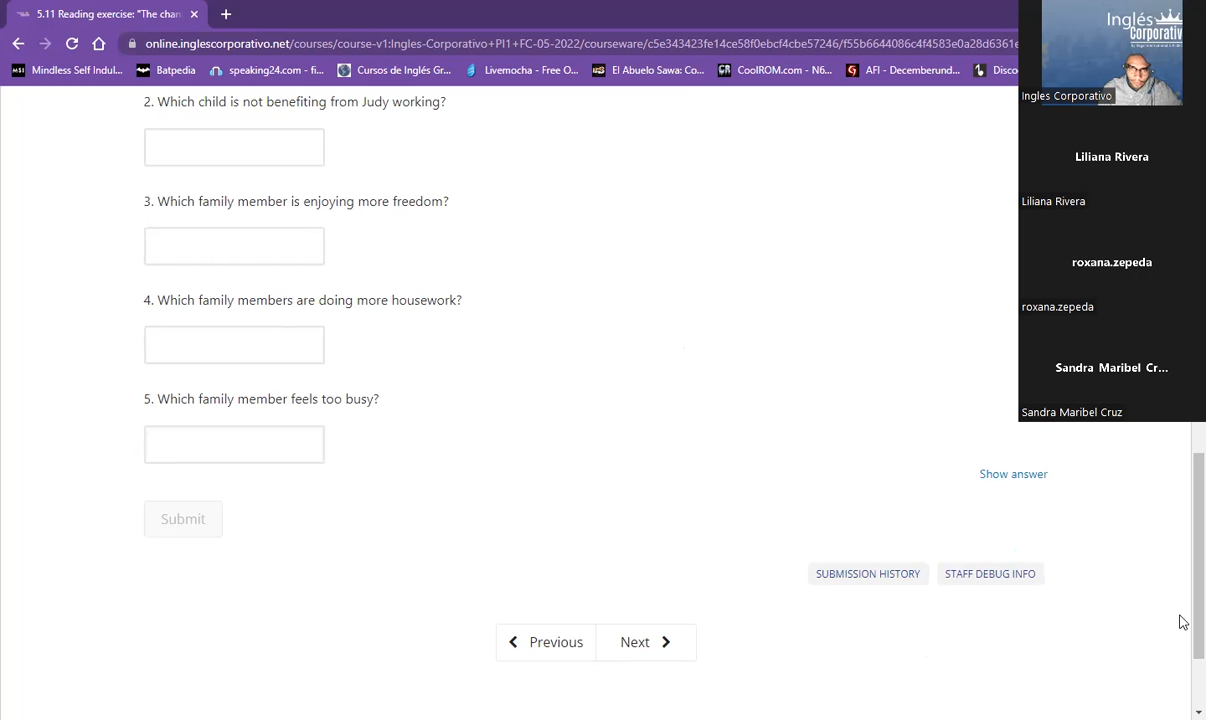 5.11 Reading exercise: "The chan
online.inglescorporativo.net/courses/course-v1:Ingles-Corporativo+PI1+FC-05-2022/courseware/c5e343423fe14ce58f0ebcf4cbe57246/f55b6644086c4f4583e0a28d6361e
Mindless Self Indul...
Batpedia
speaking24.com - fi...
Cursos de Inglés Gr...
Livemocha - Free O...
El Abuelo Sawa: Co...
CoolROM.com - N6...
AFI - Decemberund...
Disco
Inglés
Corporativo
Ingles Corporativo
Liliana Rivera
Liliana Rivera
roxana.zepeda
roxana.zepeda
Sandra Maribel Cr...
Sandra Maribel Cruz
2. Which child is not benefiting from Judy working?
3. Which family member is enjoying more freedom?
4. Which family members are doing more housework?
5. Which family member feels too busy?
Show answer
Submit
SUBMISSION HISTORY
STAFF DEBUG INFO
Previous
Next